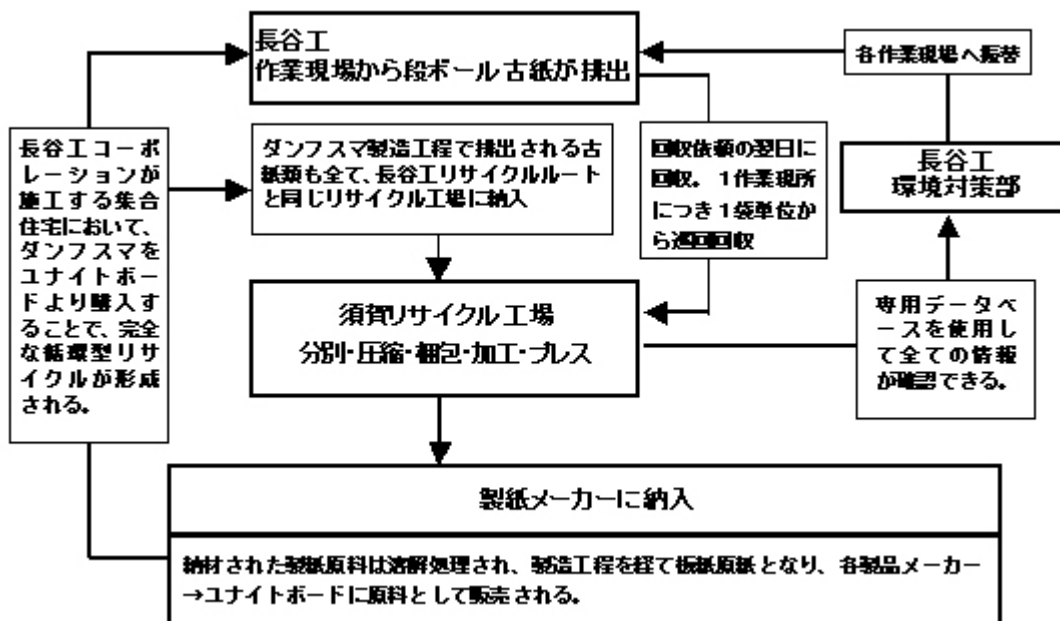 長谷工
作業現場から段ボール古紙が排出
各作業現場へ振替
長谷工コーポ
レーションが
施工する集合
住宅において、
ダンフスマを
ユナイトボー
ドより購入す
ることで、完全
な循環型リサ
イクルが形成
される。
ダンフスマ製造工程で排出される古
紙類も全て、長谷工リサイクルルート
と同じリサイクル工場に納入
回収依頼の翌日に
回収。1作業現所
につき1袋単位か
ら巡回回収
長谷工
環境対策部
須賀リサイクル工場
分別・圧縮・梱包・加工・プレス
専用データベ
ースを使用し
て全ての情報
が確認できる。
製紙メーカーに納入
納材された製紙原料は溶解処理され、製造工程を経て板紙原紙となり、各製品メーカー
→ユナイトボードに原料として販売される。